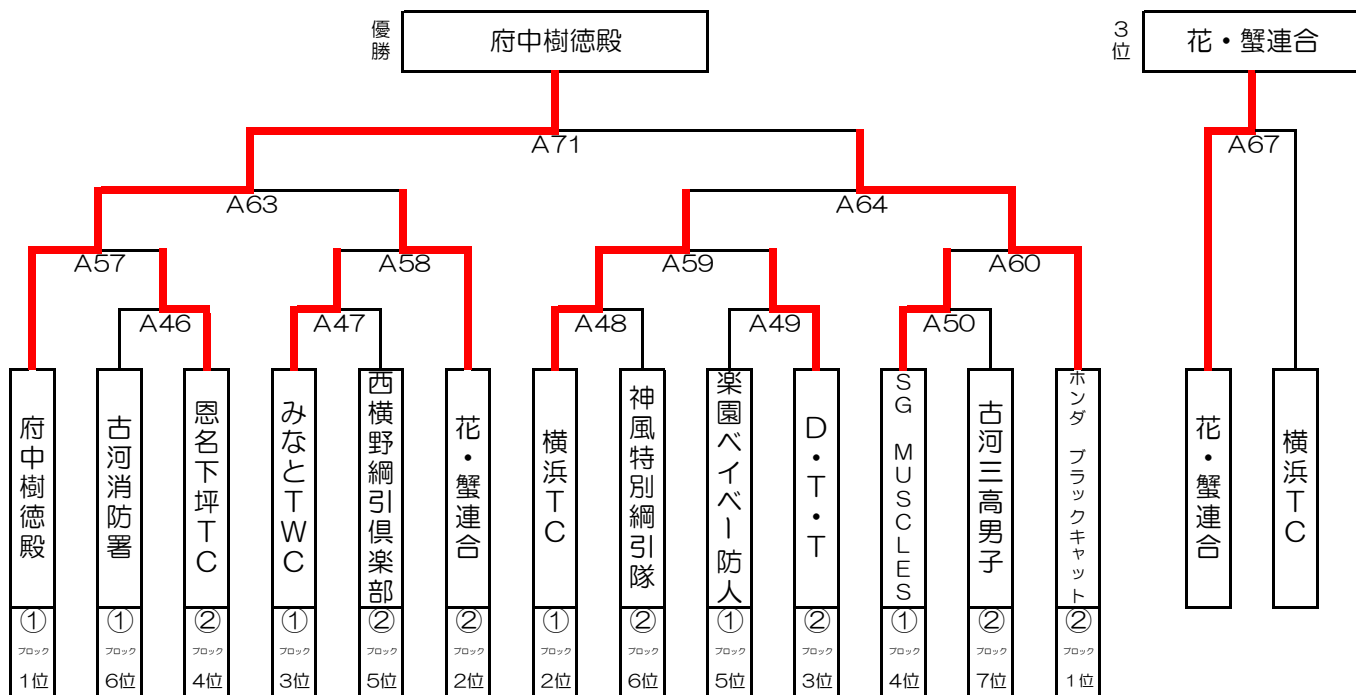 優勝
府中樹徳殿
3位
花・蟹連合
A71
A67
A63
A64
A57
A58
A59
A60
A46
A47
A48
A49
A50
府中樹徳殿
古河消防署
恩名下坪TC
みなとTWC
西横野綱引倶楽部
花・蟹連合
横浜TC
神風特別綱引隊
楽園ベイベー防人
D・T・T
SG MUSCLES
古河三高男子
ホンダ ブラックキャット
花・蟹連合
横浜TC
① ① ② ① ② ② ① ② ① ② ① ② ②
ブロック ブロック ブロック ブロック ブロック ブロック ブロック ブロック ブロック ブロック ブロック ブロック ブロック
1位 6位 4位 3位 5位 2位 2位 6位 5位 3位 4位 7位 1位